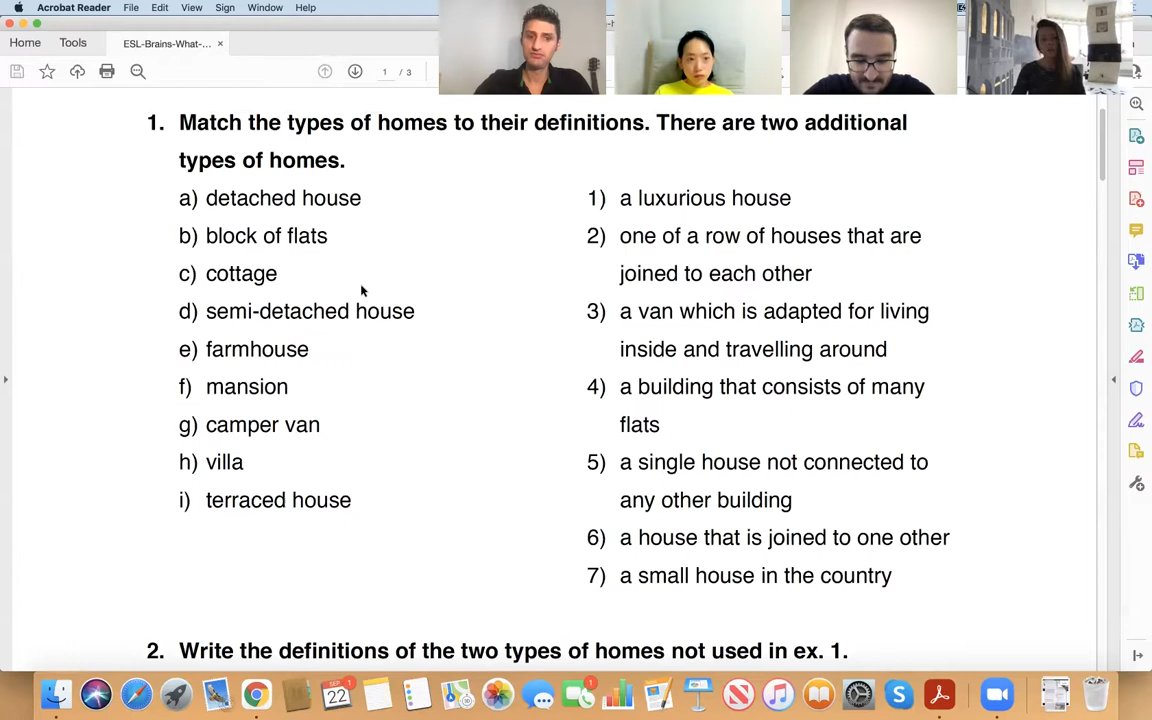 Acrobat Reader File Edit View Sign Window Help
Home Tools ESL-Brains-What-... ×
1 / 3
1. Match the types of homes to their definitions. There are two additional
types of homes.
a) detached house
b) block of flats
c) cottage
d) semi-detached house
e) farmhouse
f) mansion
g) camper van
h) villa
i) terraced house
1) a luxurious house
2) one of a row of houses that are
joined to each other
3) a van which is adapted for living
inside and travelling around
4) a building that consists of many
flats
5) a single house not connected to
any other building
6) a house that is joined to one other
7) a small house in the country
2. Write the definitions of the two types of homes not used in ex. 1.
SEP
22
1
1